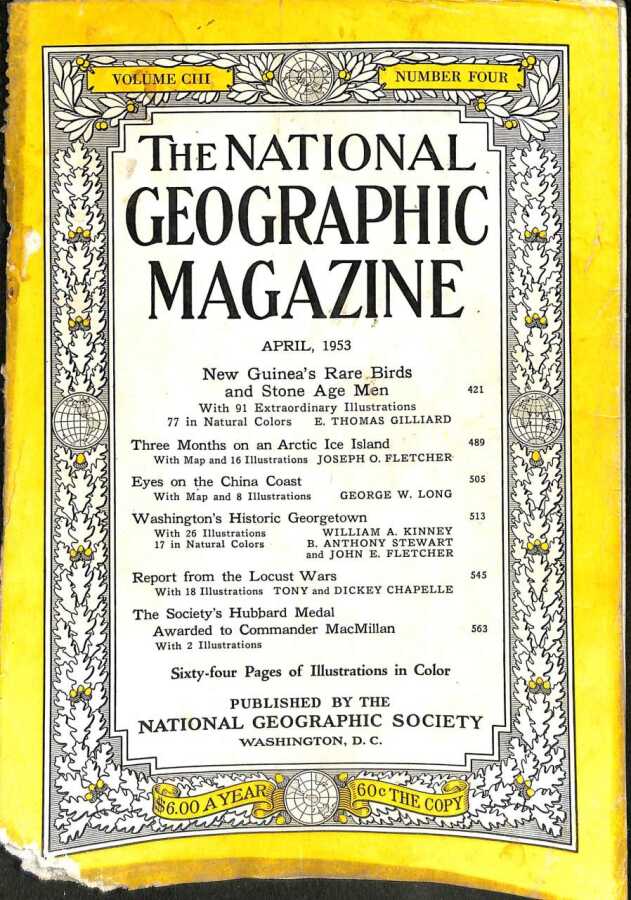 VOLUME CIII
NUMBER FOUR
THE NATIONAL
GEOGRAPHIC
MAGAZINE
APRIL, 1953
New Guinea's Rare Birds
and Stone Age Men 421
With 91 Extraordinary Illustrations
77 in Natural Colors E. THOMAS GILLIARD
Three Months on an Arctic Ice Island 489
With Map and 16 Illustrations JOSEPH O. FLETCHER
Eyes on the China Coast 505
With Map and 8 Illustrations GEORGE W. LONG
Washington's Historic Georgetown 513
With 26 Illustrations WILLIAM A. KINNEY
17 in Natural Colors B. ANTHONY STEWART
and JOHN E. FLETCHER
Report from the Locust Wars 545
With 18 Illustrations TONY and DICKEY CHAPELLE
The Society's Hubbard Medal
Awarded to Commander MacMillan 563
With 2 Illustrations
Sixty-four Pages of Illustrations in Color
PUBLISHED BY THE
NATIONAL GEOGRAPHIC SOCIETY
WASHINGTON, D. C.
$6.00 A YEAR
60c THE COPY